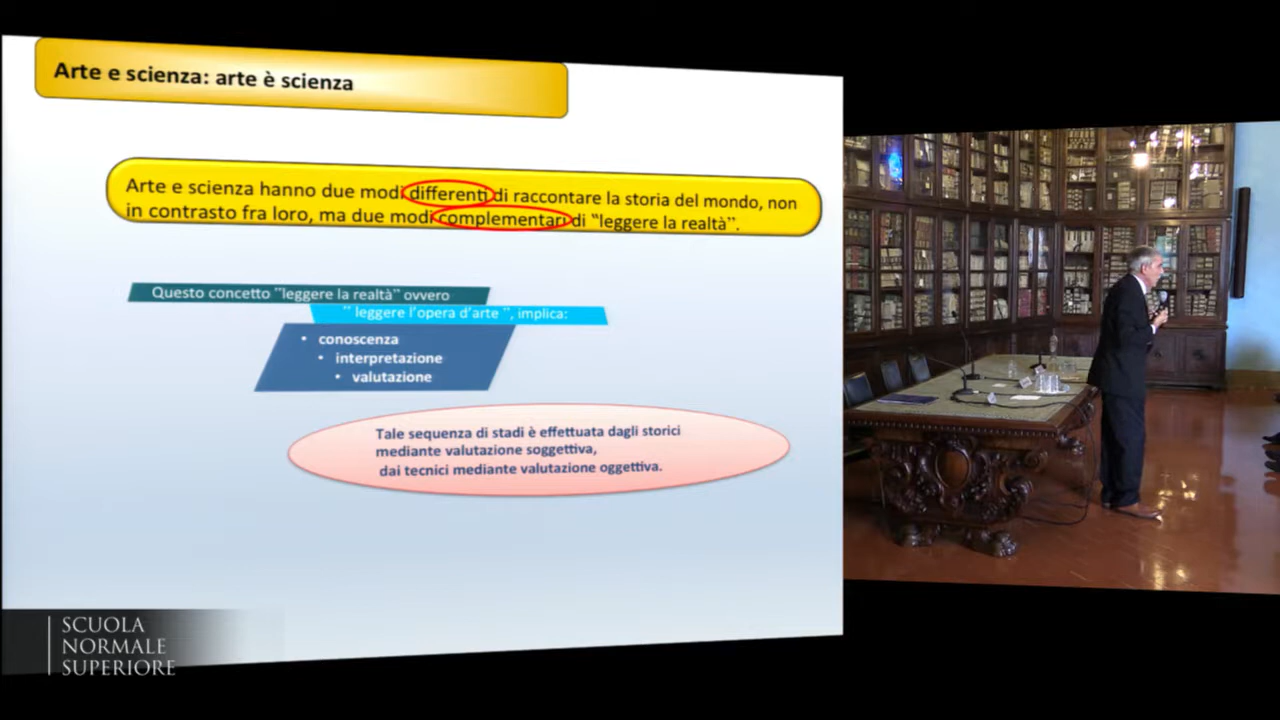 Arte e scienza: arte è scienza
Arte e scienza hanno due modi differenti di raccontare la storia del mondo, non
in contrasto fra loro, ma due modi complementari di “leggere la realtà”.
Questo concetto "leggere la realtà" ovvero
" leggere l'opera d'arte ", implica:
• conoscenza
• interpretazione
• valutazione
Tale sequenza di stadi è effettuata dagli storici
mediante valutazione soggettiva,
dai tecnici mediante valutazione oggettiva.
SCUOLA
NORMALE
SUPERIORE